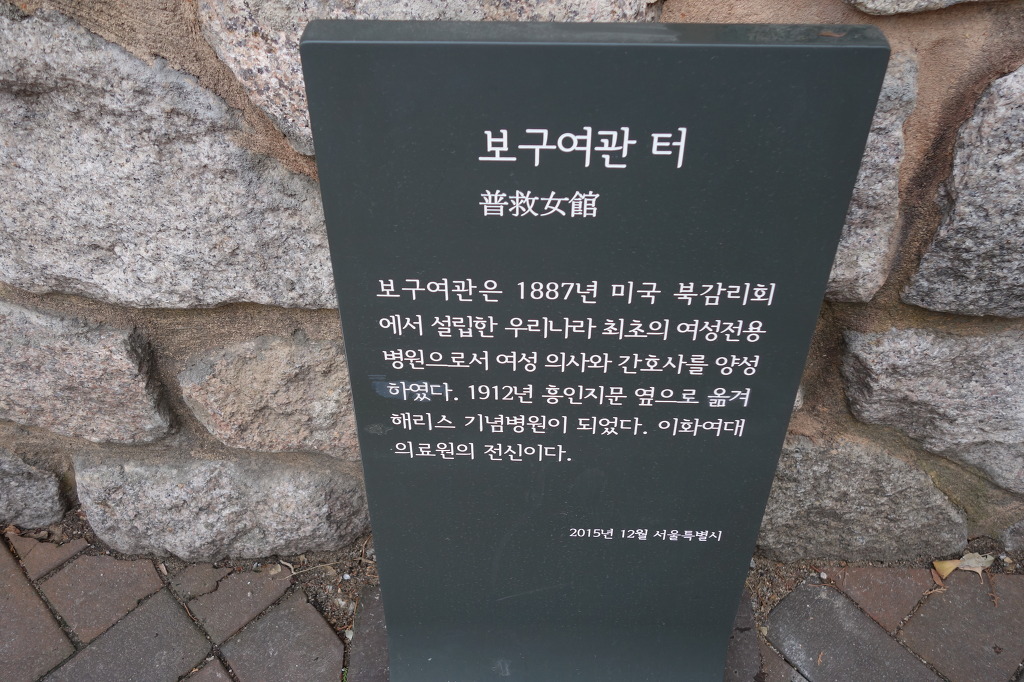 보구여관 터
普救女館
보구여관은 1887년 미국 북감리회
에서 설립한 우리나라 최초의 여성전용
병원으로서 여성 의사와 간호사를 양성
하였다. 1912년 흥인지문 옆으로 옮겨
해리스 기념병원이 되었다. 이화여대
의료원의 전신이다.
2015년 12월 서울특별시